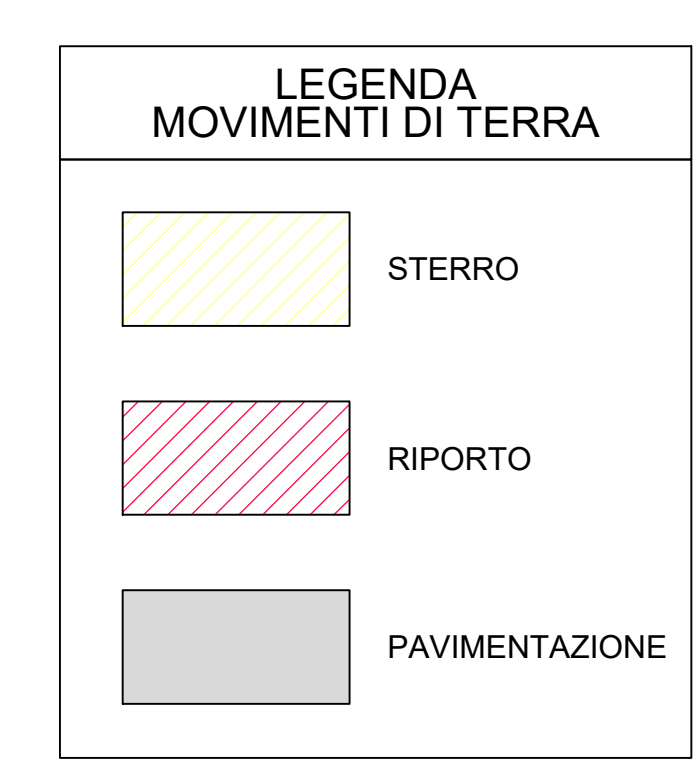 LEGENDA
MOVIMENTI DI TERRA
STERRO
RIPORTO
PAVIMENTAZIONE